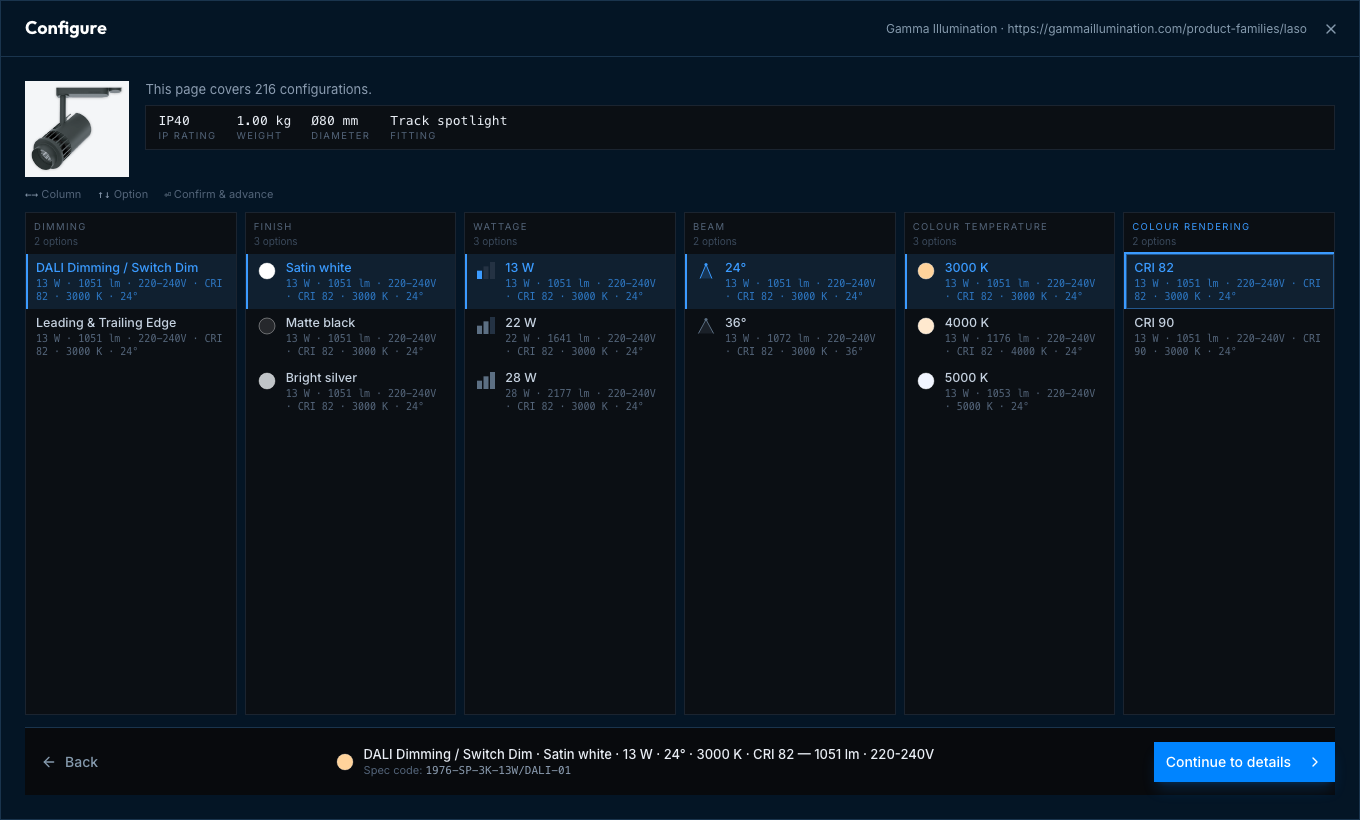 Configure
Gamma Illumination · https://gammaillumination.com/product-families/laso
This page covers 216 configurations.
IP40 1.00 kg Ø80 mm Track spotlight
IP RATING WEIGHT DIAMETER FITTING
←→ Column ↑↓ Option ⏎ Confirm & advance
DIMMING
2 options
DALI Dimming / Switch Dim
13 W · 1051 lm · 220–240V · CRI
82 · 3000 K · 24°
Leading & Trailing Edge
13 W · 1051 lm · 220–240V · CRI
82 · 3000 K · 24°
FINISH
3 options
Satin white
13 W · 1051 lm · 220–240V
· CRI 82 · 3000 K · 24°
Matte black
13 W · 1051 lm · 220–240V
· CRI 82 · 3000 K · 24°
Bright silver
13 W · 1051 lm · 220–240V
· CRI 82 · 3000 K · 24°
WATTAGE
3 options
13 W
13 W · 1051 lm · 220–240V
· CRI 82 · 3000 K · 24°
22 W
22 W · 1641 lm · 220–240V
· CRI 82 · 3000 K · 24°
28 W
28 W · 2177 lm · 220–240V
· CRI 82 · 3000 K · 24°
BEAM
2 options
24°
13 W · 1051 lm · 220–240V
· CRI 82 · 3000 K · 24°
36°
13 W · 1072 lm · 220–240V
· CRI 82 · 3000 K · 36°
COLOUR TEMPERATURE
3 options
3000 K
13 W · 1051 lm · 220–240V
· CRI 82 · 3000 K · 24°
4000 K
13 W · 1176 lm · 220–240V
· CRI 82 · 4000 K · 24°
5000 K
13 W · 1053 lm · 220–240V
· 5000 K · 24°
COLOUR RENDERING
2 options
CRI 82
13 W · 1051 lm · 220–240V · CRI
82 · 3000 K · 24°
CRI 90
13 W · 1051 lm · 220–240V · CRI
90 · 3000 K · 24°
Back
DALI Dimming / Switch Dim · Satin white · 13 W · 24° · 3000 K · CRI 82 — 1051 lm · 220-240V
Spec code: 1976–SP–3K–13W/DALI–01
Continue to details